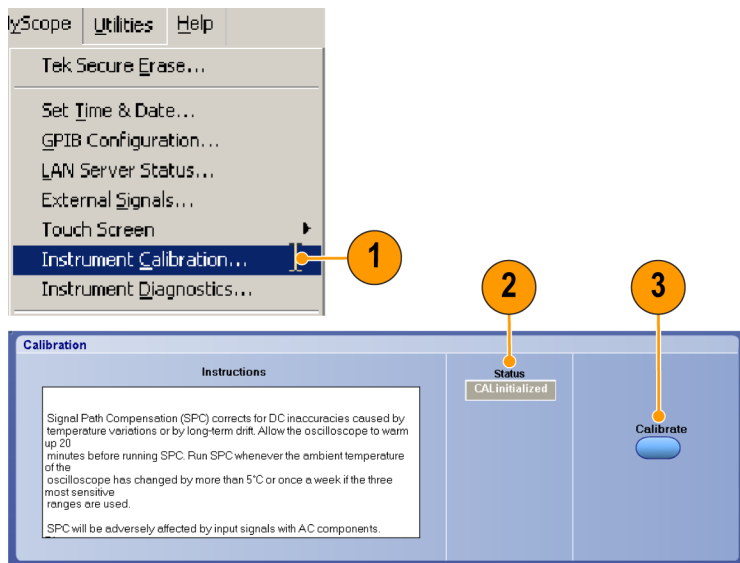 lyScope Utilities Help
Tek Secure Erase...
Set Time & Date...
GPIB Configuration...
LAN Server Status...
External Signals...
Touch Screen
Instrument Calibration...
Instrument Diagnostics...
1
2
3
Calibration
Instructions
Status
CALinitialized
Calibrate
Signal Path Compensation (SPC) corrects for DC inaccuracies caused by
temperature variations or by long-term drift. Allow the oscilloscope to warm
up 20
minutes before running SPC. Run SPC whenever the ambient temperature
of the
oscilloscope has changed by more than 5°C or once a week if the three
most sensitive
ranges are used.
SPC will be adversely affected by input signals with AC components.